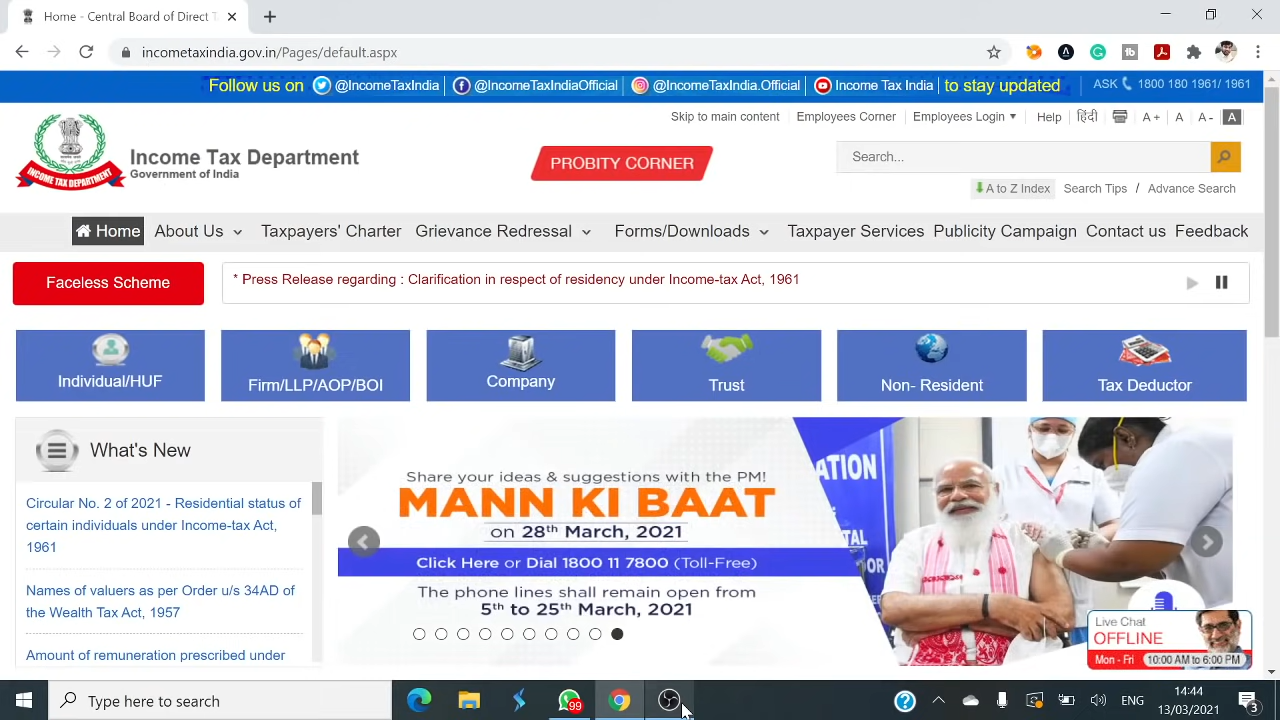 Home - Central Board of Direct T
incometaxindia.gov.in/Pages/default.aspx
Follow us on @IncomeTaxIndia @IncomeTaxIndiaOfficial @IncomeTaxIndia.Official Income Tax India to stay updated ASK 1800 180 1961/ 1961
Skip to main content Employees Corner Employees Login Help हिंदी A + A A - A
INCOME TAX DEPARTMENT
Income Tax Department
Government of India
PROBITY CORNER
Search...
A to Z Index Search Tips / Advance Search
Home About Us Taxpayers' Charter Grievance Redressal Forms/Downloads Taxpayer Services Publicity Campaign Contact us Feedback
Faceless Scheme
* Press Release regarding : Clarification in respect of residency under Income-tax Act, 1961
Individual/HUF Firm/LLP/AOP/BOI Company Trust Non- Resident Tax Deductor
What's New
Circular No. 2 of 2021 - Residential status of
certain individuals under Income-tax Act,
1961
Names of valuers as per Order u/s 34AD of
the Wealth Tax Act, 1957
Amount of remuneration prescribed under
Share your ideas & suggestions with the PM!
MANN KI BAAT
on 28th March, 2021
Click Here or Dial 1800 11 7800 (Toll-Free)
The phone lines shall remain open from
5th to 25th March, 2021
Live Chat
OFFLINE
Mon - Fri 10:00 AM to 6:00 PM
Type here to search
99
ENG
14:44
13/03/2021
3